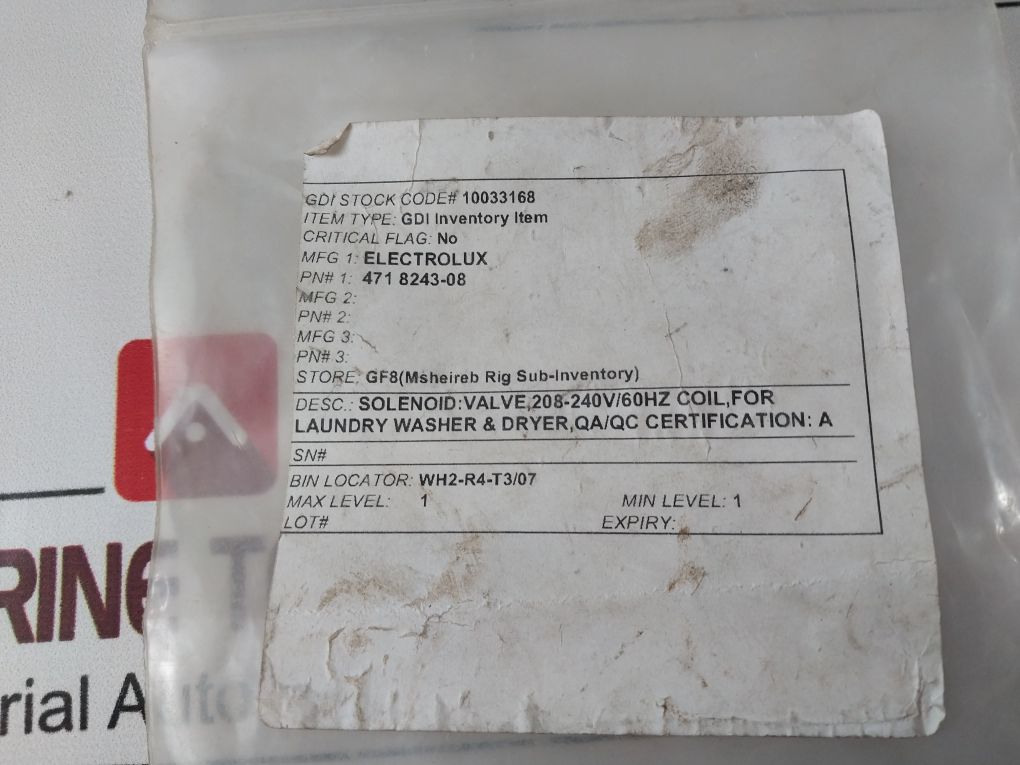 GDI STOCK CODE# 10033168
ITEM TYPE: GDI Inventory Item
CRITICAL FLAG: No
MFG 1: ELECTROLUX
PN# 1: 471 8243-08
MFG 2:
PN# 2:
MFG 3:
PN# 3:
STORE: GF8(Msheireb Rig Sub-Inventory)
DESC.: SOLENOID:VALVE,208-240V/60HZ COIL,FOR
LAUNDRY WASHER & DRYER,QA/QC CERTIFICATION: A
SN#
BIN LOCATOR: WH2-R4-T3/07
MAX LEVEL: 1 MIN LEVEL: 1
LOT# EXPIRY:
RING T
rial Auto